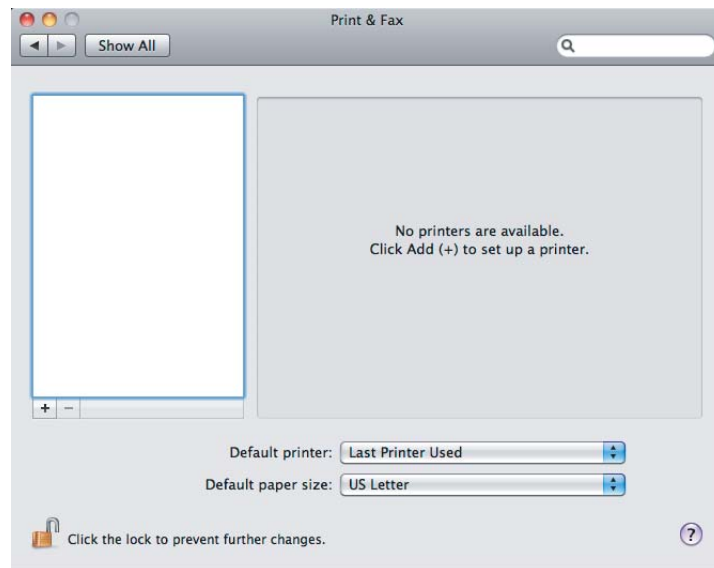 Print & Fax
Show All
No printers are available.
Click Add (+) to set up a printer.
+ −
Default printer: Last Printer Used
Default paper size: US Letter
Click the lock to prevent further changes.
?